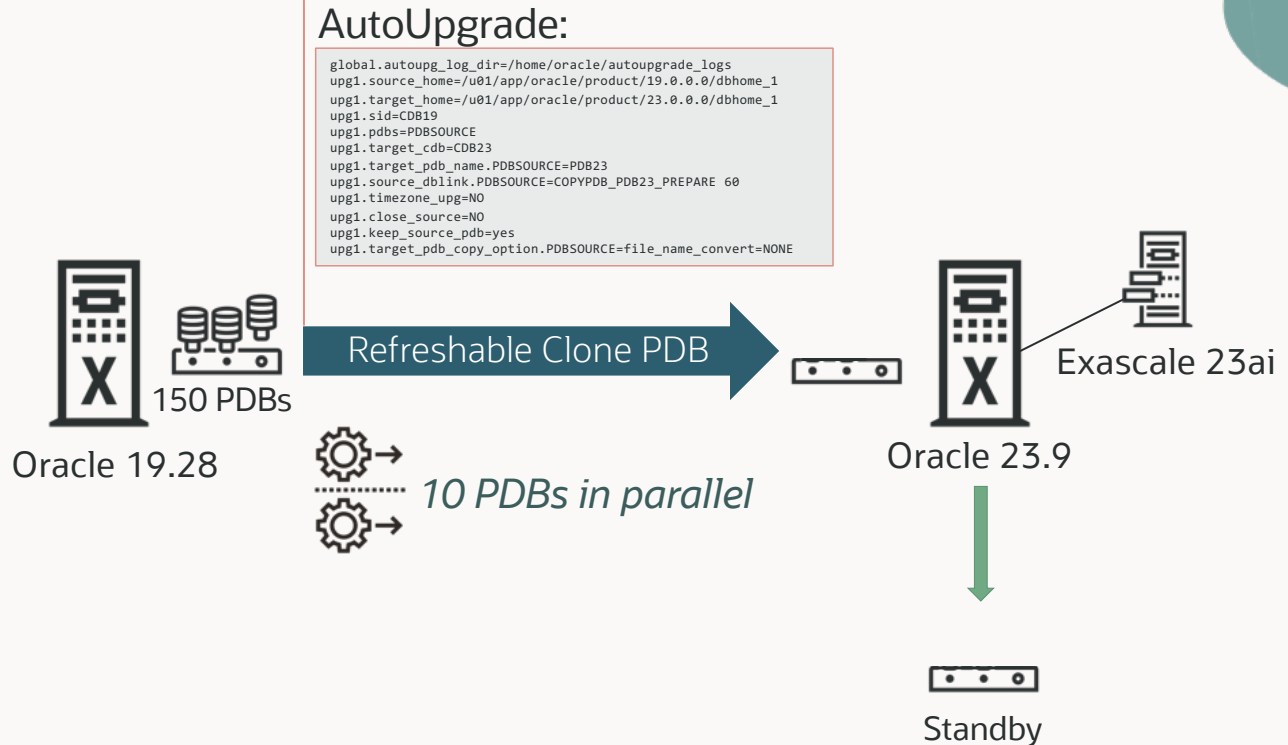 AutoUpgrade:
global.autoupg_log_dir=/home/oracle/autoupgrade_logs
upg1.source_home=/u01/app/oracle/product/19.0.0.0/dbhome_1
upg1.target_home=/u01/app/oracle/product/23.0.0.0/dbhome_1
upg1.sid=CDB19
upg1.pdbs=PDBSOURCE
upg1.target_cdb=CDB23
upg1.target_pdb_name.PDBSOURCE=PDB23
upg1.source_dblink.PDBSOURCE=COPYPDB_PDB23_PREPARE 60
upg1.timezone_upg=NO
upg1.close_source=NO
upg1.keep_source_pdb=yes
upg1.target_pdb_copy_option.PDBSOURCE=file_name_convert=NONE
X
150 PDBs
Oracle 19.28
Refreshable Clone PDB
10 PDBs in parallel
X
Exascale 23ai
Oracle 23.9
Standby